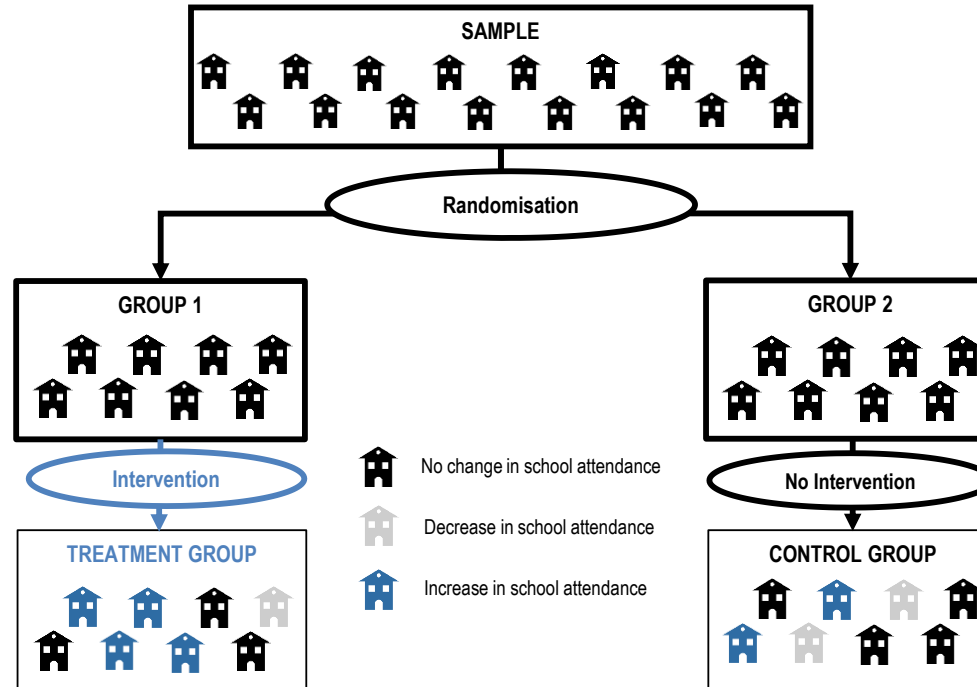 SAMPLE
Randomisation
GROUP 1
GROUP 2
No change in school attendance
Intervention
No Intervention
Decrease in school attendance
TREATMENT GROUP
CONTROL GROUP
Increase in school attendance